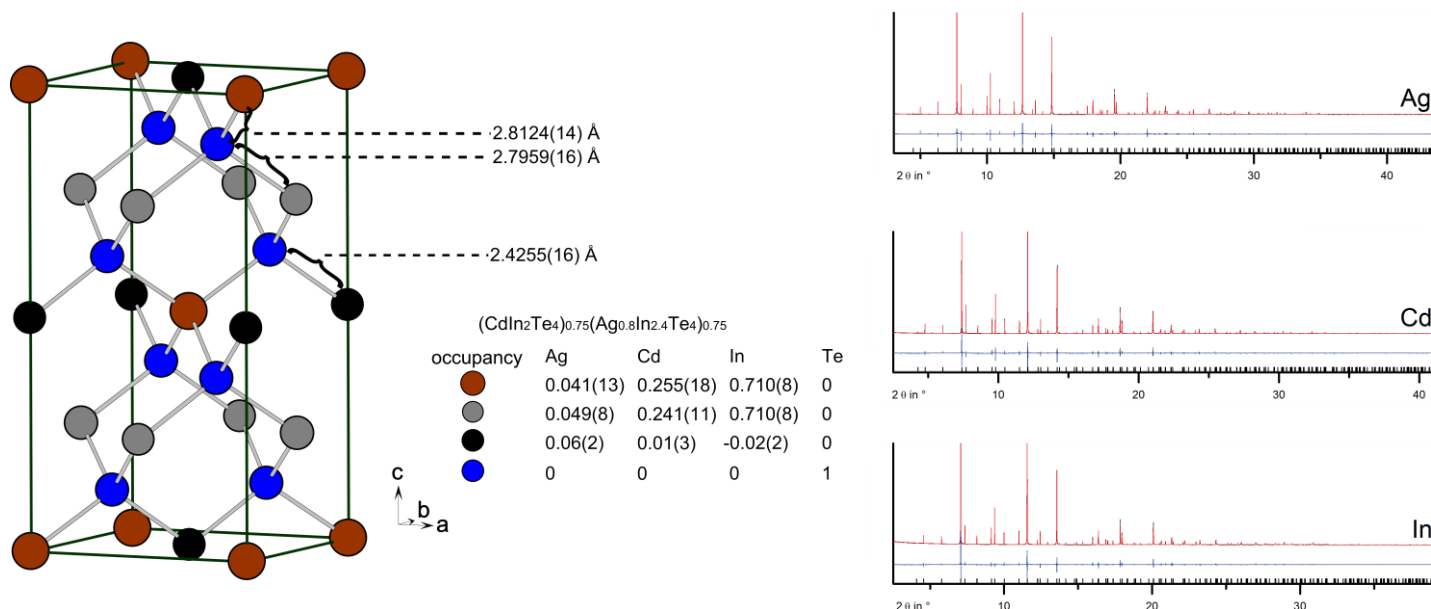 2.8124(14) Å
2.7959(16) Å
2.4255(16) Å
(CdIn₂Te₄)₀.₇₅(Ag₀.₈In₂.₄Te₄)₀.₇₅
occupancy Ag Cd In Te
0.041(13) 0.255(18) 0.710(8) 0
0.049(8) 0.241(11) 0.710(8) 0
0.06(2) 0.01(3) -0.02(2) 0
0 0 0 1
c
b
a
Ag
2 θ in ° 10 20 30 40
Cd
2 θ in ° 10 20 30 40
In
2 θ in ° 10 20 30